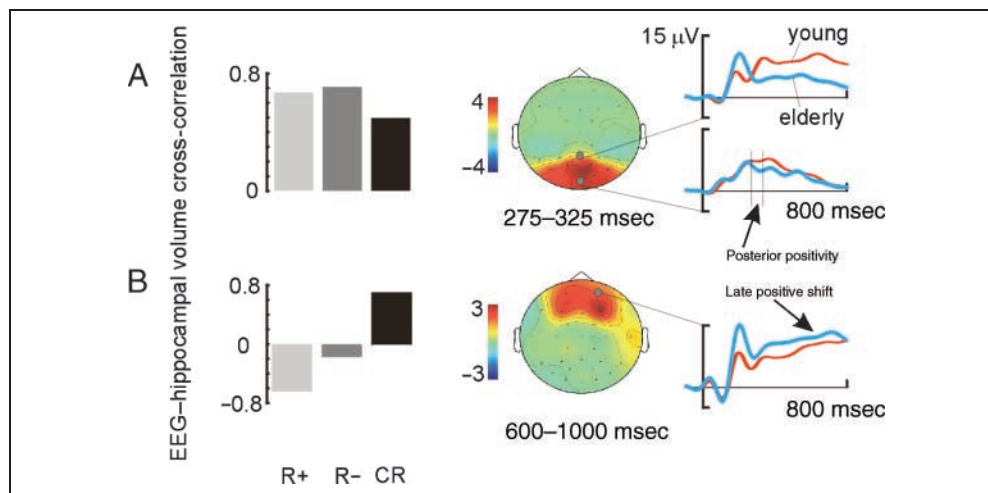 EEG–hippocampal volume cross-correlation
A
0.8
0
4
−4
275–325 msec
15 µV
young
elderly
800 msec
Posterior positivity
B
0.8
0
−0.8
R+ R− CR
3
−3
600–1000 msec
Late positive shift
800 msec